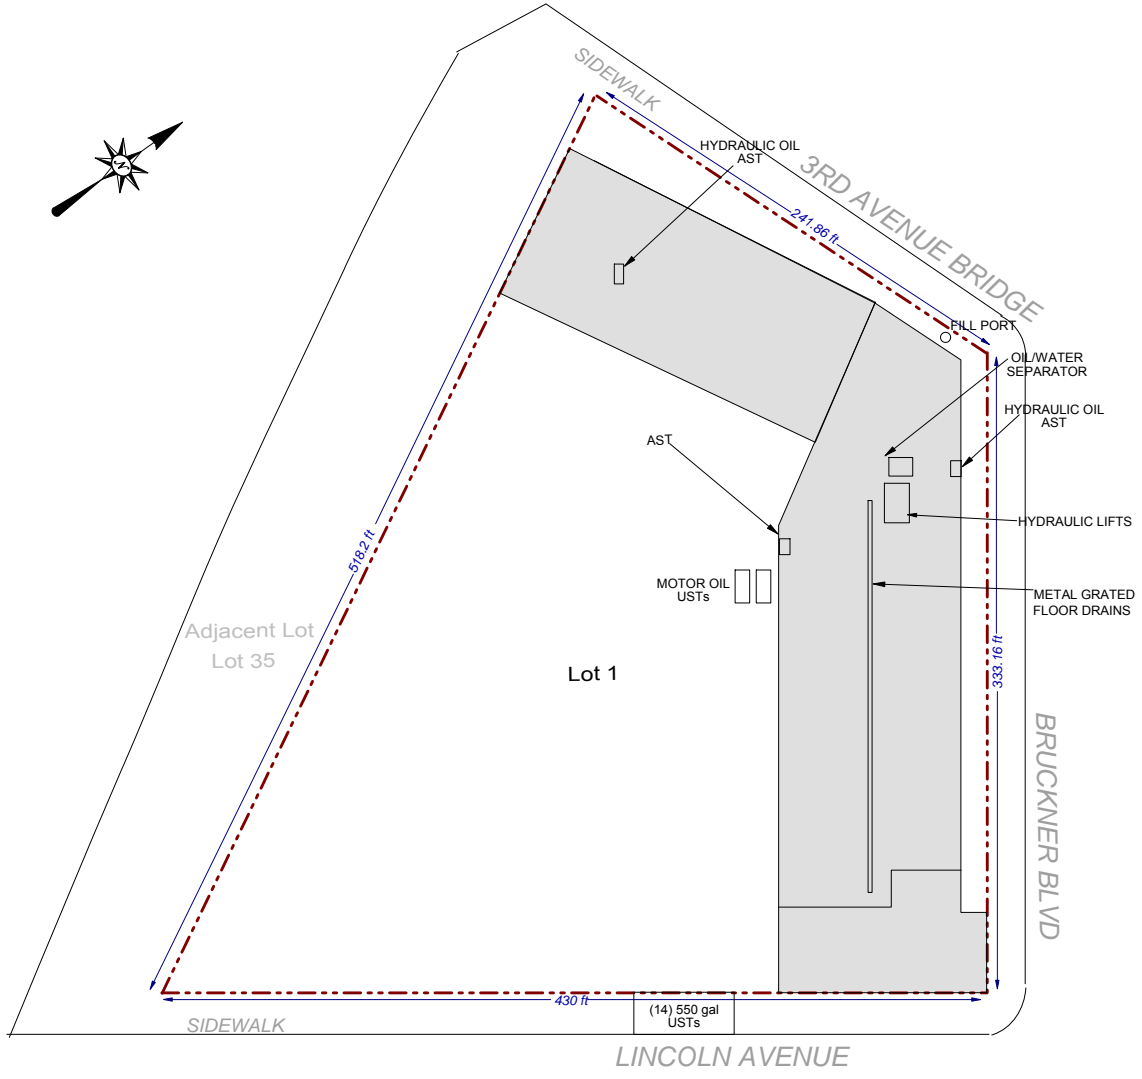 SIDEWALK
HYDRAULIC OIL
AST
3RD AVENUE BRIDGE
N
241.86 ft
FILL PORT
OIL/WATER
SEPARATOR
HYDRAULIC OIL
AST
AST
HYDRAULIC LIFTS
518.2 ft
MOTOR OIL
USTs
METAL GRATED
FLOOR DRAINS
Adjacent Lot
Lot 35
Lot 1
333.16 ft
BRUCKNER BLVD
430 ft
(14) 550 gal
USTs
SIDEWALK
LINCOLN AVENUE